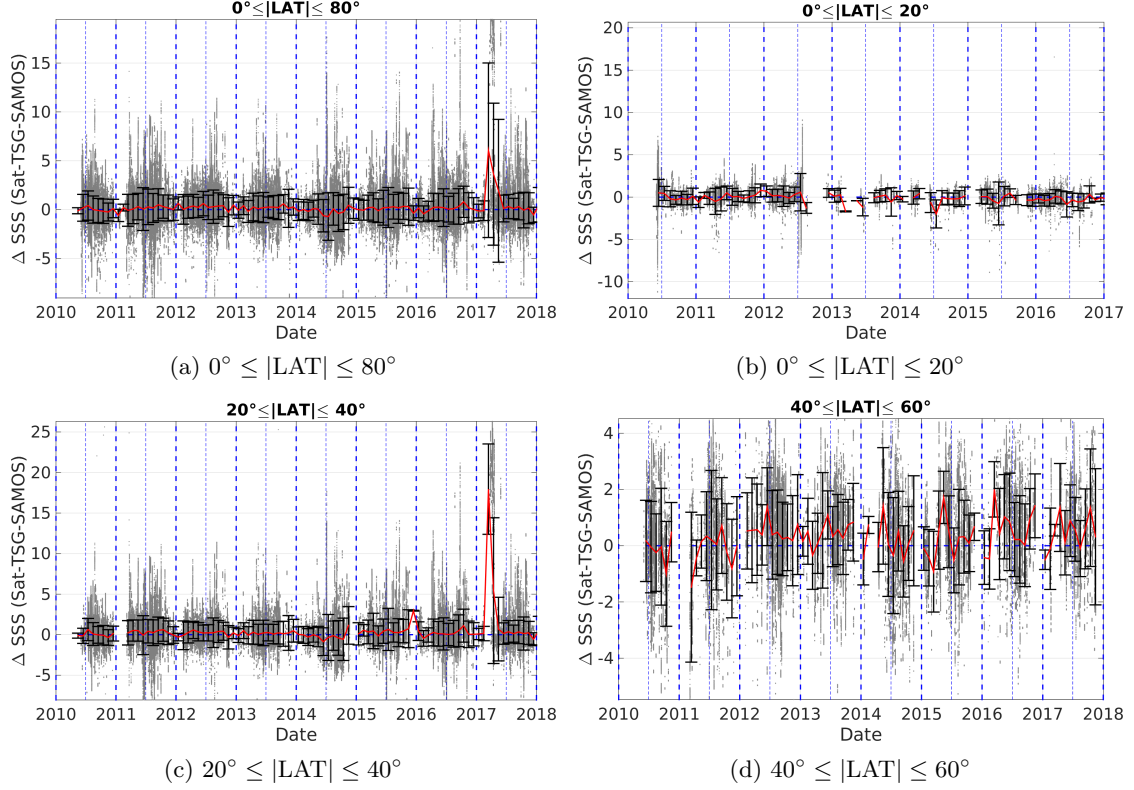 0°≤|LAT|≤ 80°
Δ SSS (Sat-TSG-SAMOS)
15
10
5
0
-5
2010 2011 2012 2013 2014 2015 2016 2017 2018
Date
(a) 0° ≤ |LAT| ≤ 80°
0°≤|LAT|≤ 20°
Δ SSS (Sat-TSG-SAMOS)
20
15
10
5
0
-5
-10
2010 2011 2012 2013 2014 2015 2016 2017
Date
(b) 0° ≤ |LAT| ≤ 20°
20°≤|LAT|≤ 40°
Δ SSS (Sat-TSG-SAMOS)
25
20
15
10
5
0
-5
2010 2011 2012 2013 2014 2015 2016 2017 2018
Date
(c) 20° ≤ |LAT| ≤ 40°
40°≤|LAT|≤ 60°
Δ SSS (Sat-TSG-SAMOS)
4
2
0
-2
-4
2010 2011 2012 2013 2014 2015 2016 2017 2018
Date
(d) 40° ≤ |LAT| ≤ 60°